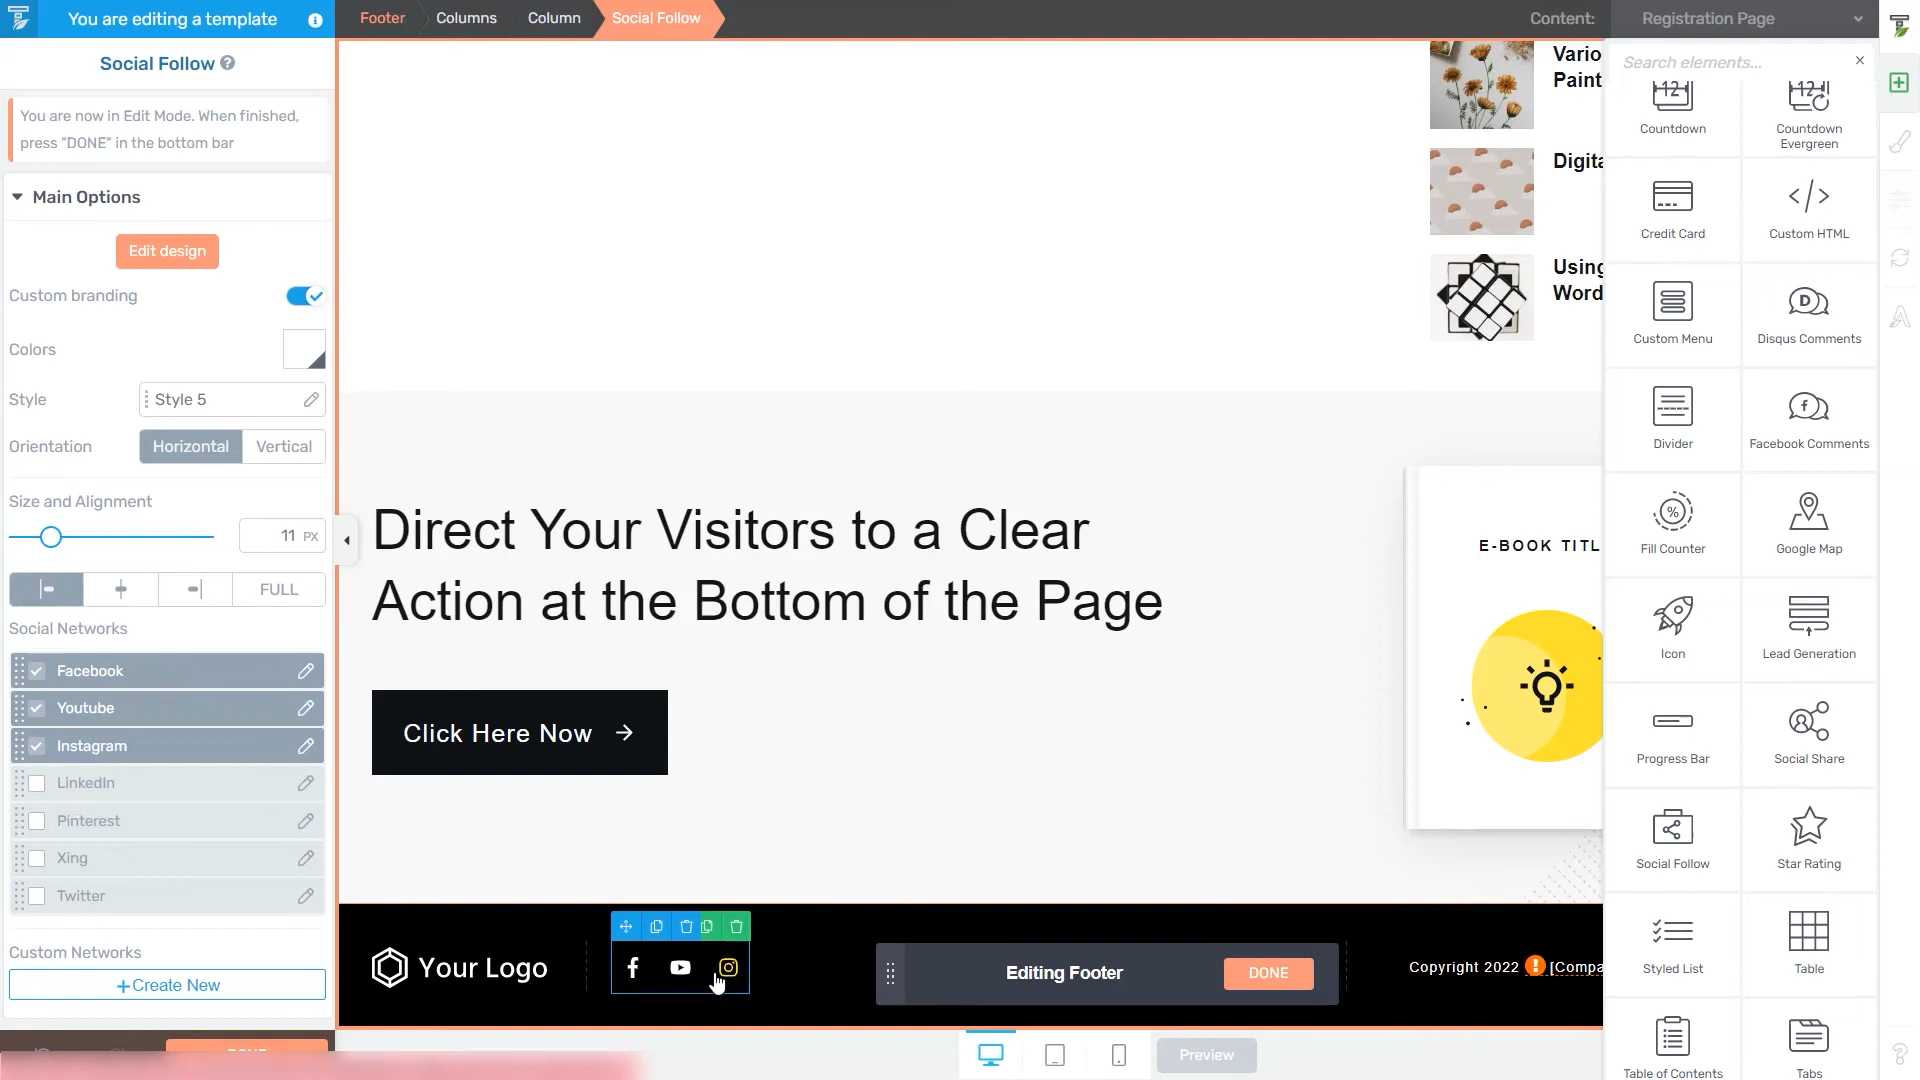 You are editing a template
Footer
Columns
Column
Social Follow
Content:
Registration Page
Social Follow
You are now in Edit Mode. When finished,
press "DONE" in the bottom bar
Main Options
Edit design
Custom branding
Colors
Style
Style 5
Orientation
Horizontal
Vertical
Size and Alignment
11 PX
FULL
Social Networks
Facebook
Youtube
Instagram
LinkedIn
Pinterest
Xing
Twitter
Custom Networks
+Create New
Vario
Paint
Digita
Using
Word
Direct Your Visitors to a Clear
Action at the Bottom of the Page
Click Here Now
E-BOOK TITL
Your Logo
Editing Footer
DONE
Copyright 2022
[Compa
Preview
Search elements...
Countdown
Countdown
Evergreen
Credit Card
Custom HTML
Custom Menu
Disqus Comments
Divider
Facebook Comments
Fill Counter
Google Map
Icon
Lead Generation
Progress Bar
Social Share
Social Follow
Star Rating
Styled List
Table
Table of Contents
Tabs